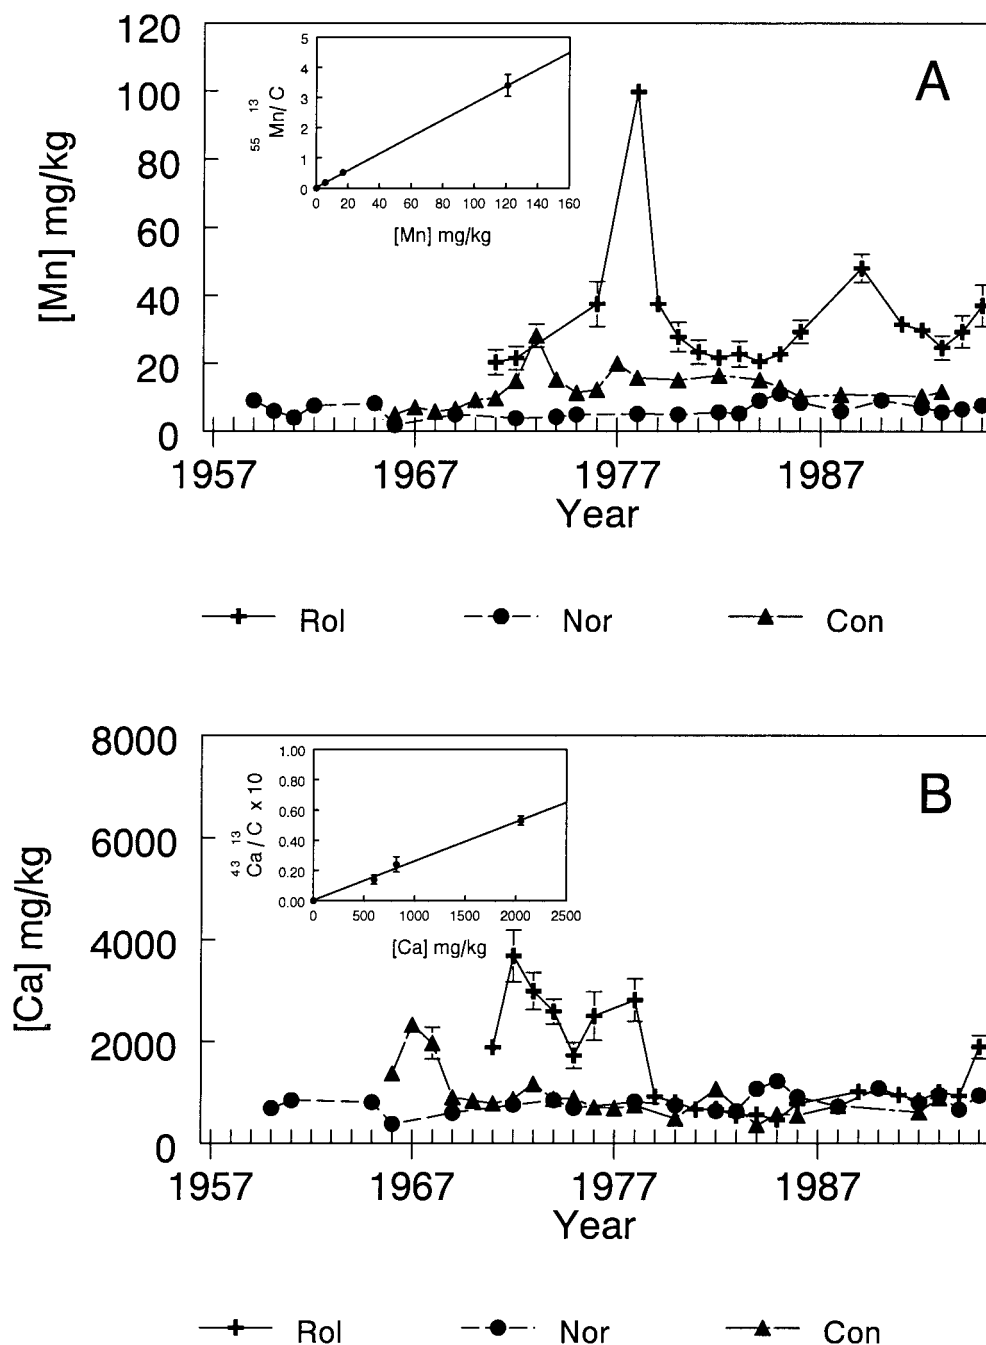 120
100
80
60
40
20
0
[Mn] mg/kg
A
5
4
3
2
1
0
55 13
Mn/ C
0 20 40 60 80 100 120 140 160
[Mn] mg/kg
1957 1967 1977 1987
Year
Rol Nor Con
8000
6000
4000
2000
0
[Ca] mg/kg
B
1.00
0.80
0.60
0.40
0.20
0.00
43 13
Ca / C x 10
0 500 1000 1500 2000 2500
[Ca] mg/kg
1957 1967 1977 1987
Year
Rol Nor Con